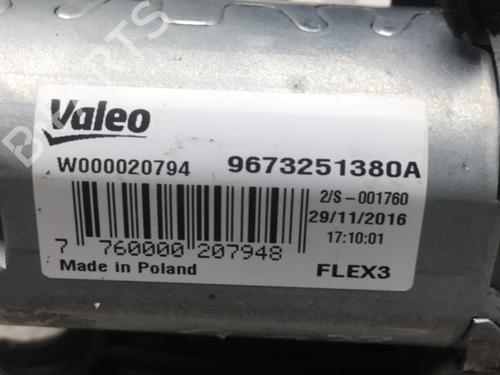 Valeo
W000020794 9673251380A
2/S-001760
29/11/2016
17:10:01
7 760000 207948
Made in Poland FLEX3